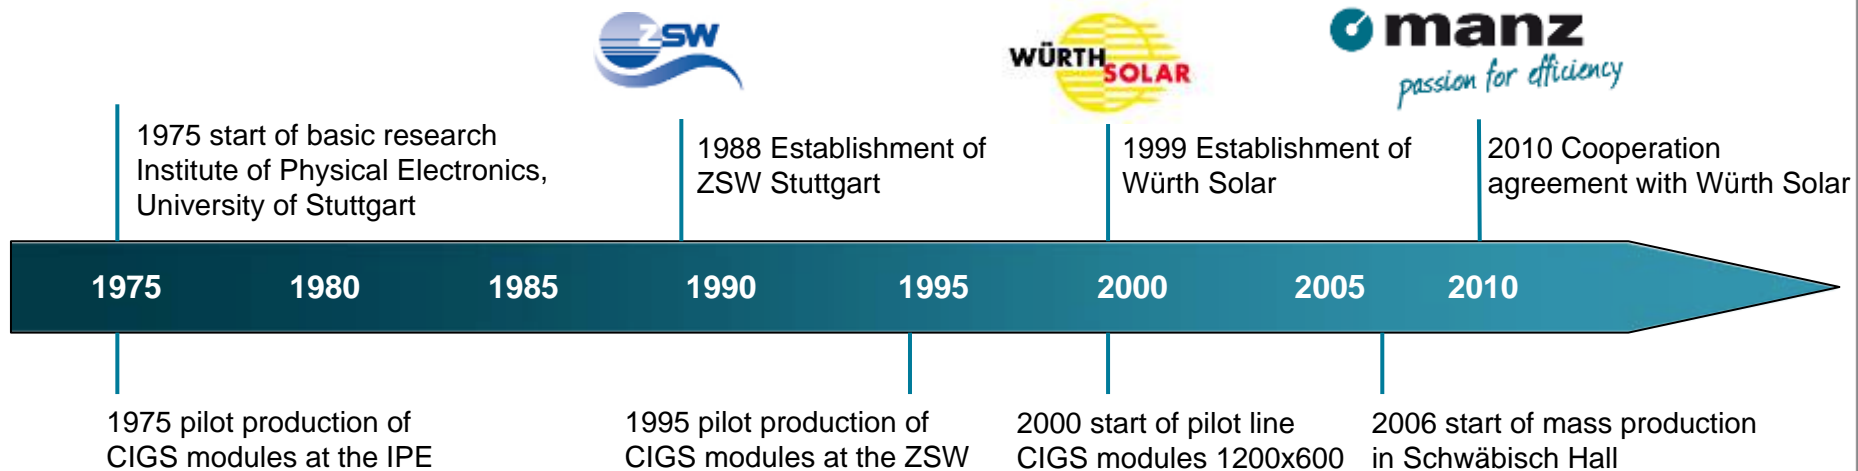 ZSW
WÜRTH
SOLAR
manz
passion for efficiency
1975 start of basic research
Institute of Physical Electronics,
University of Stuttgart
1988 Establishment of
ZSW Stuttgart
1999 Establishment of
Würth Solar
2010 Cooperation
agreement with Würth Solar
1975 1980 1985 1990 1995 2000 2005 2010
1975 pilot production of
CIGS modules at the IPE
1995 pilot production of
CIGS modules at the ZSW
2000 start of pilot line
CIGS modules 1200x600
2006 start of mass production
in Schwäbisch Hall